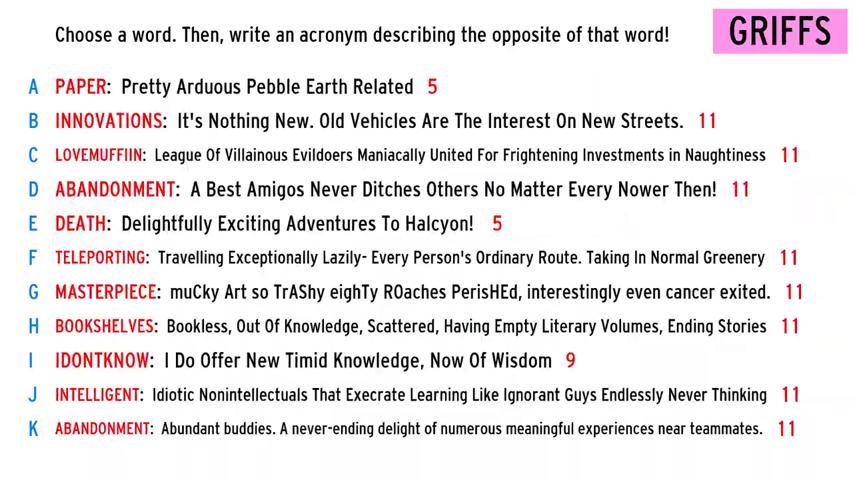 Choose a word. Then, write an acronym describing the opposite of that word!
GRIFFS
A PAPER: Pretty Arduous Pebble Earth Related 5
B INNOVATIONS: It's Nothing New. Old Vehicles Are The Interest On New Streets. 11
C LOVEMUFFIIN: League Of Villainous Evildoers Maniacally United For Frightening Investments in Naughtiness 11
D ABANDONMENT: A Best Amigos Never Ditches Others No Matter Every Nower Then! 11
E DEATH: Delightfully Exciting Adventures To Halcyon! 5
F TELEPORTING: Travelling Exceptionally Lazily- Every Person's Ordinary Route. Taking In Normal Greenery 11
G MASTERPIECE: muCky Art so TrAShy eighTy ROaches PerisHEd, interestingly even cancer exited. 11
H BOOKSHELVES: Bookless, Out Of Knowledge, Scattered, Having Empty Literary Volumes, Ending Stories 11
I IDONTKNOW: I Do Offer New Timid Knowledge, Now Of Wisdom 9
J INTELLIGENT: Idiotic Nonintellectuals That Execrate Learning Like Ignorant Guys Endlessly Never Thinking 11
K ABANDONMENT: Abundant buddies. A never-ending delight of numerous meaningful experiences near teammates. 11